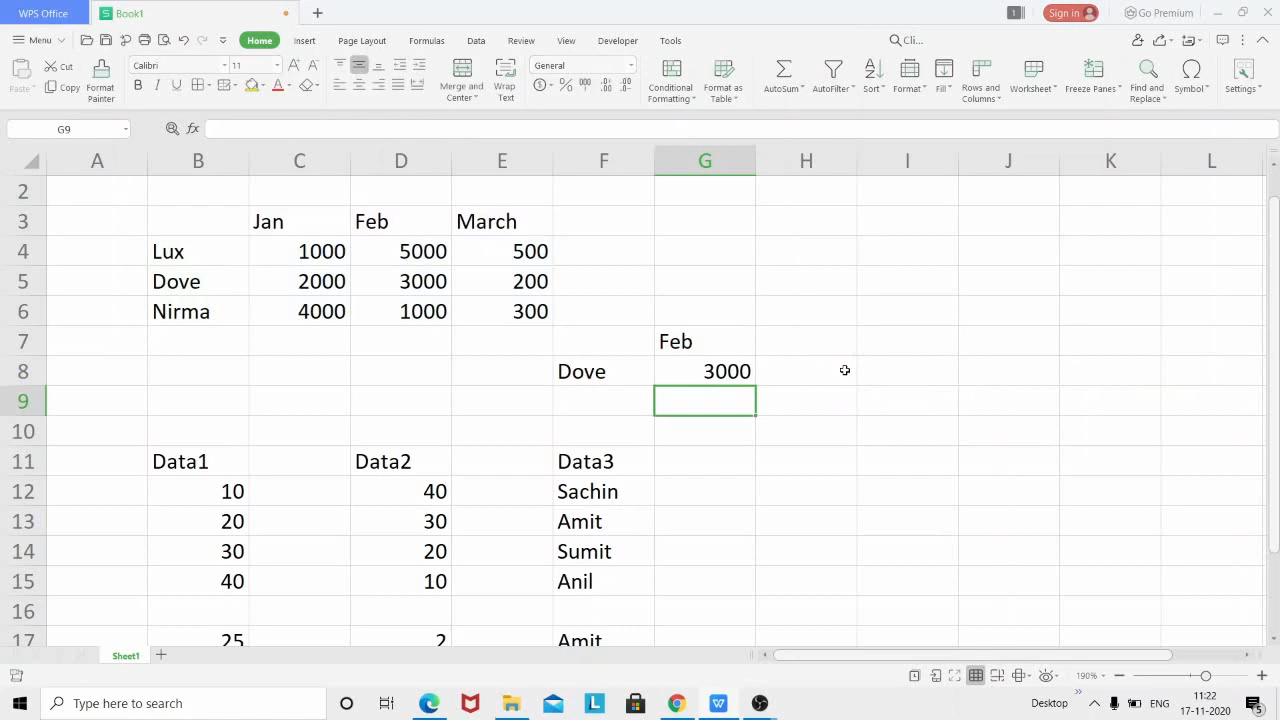 WPS Office
Book1
1
Sign in
Go Premium
Menu
Home
Insert
Page Layout
Formulas
Data
Review
View
Developer
Cli...
Paste
Cut
Copy
Format Painter
Calibri
11
B I U A
Merge and Center
Wrap Text
General
Conditional Formatting
Format as Table
AutoSum
AutoFilter
Sort
Format
Fill
Rows and Columns
Worksheet
Freeze Panes
Find and Replace
Symbol
Settings
G9
fx
A B C D E F G H I J K L
2
3 Jan Feb March
4 Lux 1000 5000 500
5 Dove 2000 3000 200
6 Nirma 4000 1000 300
7 Feb
8 Dove 3000
9
10
11 Data1 Data2 Data3
12 10 40 Sachin
13 20 30 Amit
14 30 20 Sumit
15 40 10 Anil
16
17 25 2 Amit
Sheet1
190%
Type here to search
Desktop
ENG
11:22
17-11-2020
5